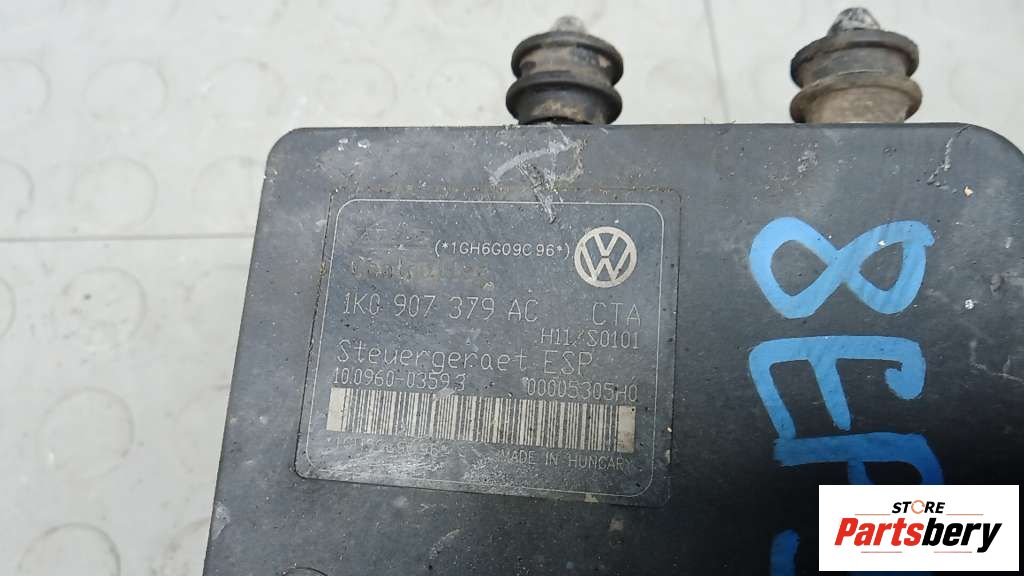 (*1GH6G09C96*)
Controller
1K0 907 379 AC CTA
H11/S0101
Steuergeraet ESP
10.0960-0359.3 00005305H0
MADE IN HUNGARY
STORE
Partsbery